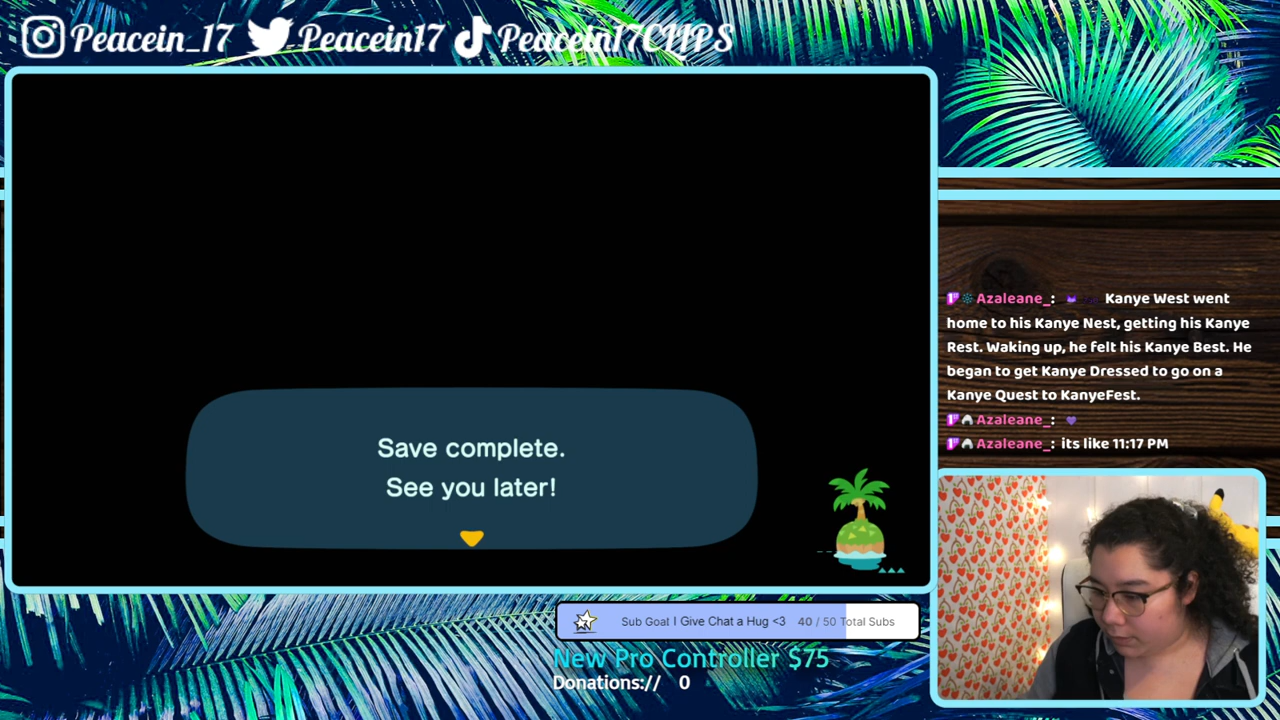 Peacein_17 Peacein17 Peacein17ClIPS
Save complete.
See you later!
Azaleane_: Kanye West went
home to his Kanye Nest, getting his Kanye
Rest. Waking up, he felt his Kanye Best. He
began to get Kanye Dressed to go on a
Kanye Quest to KanyeFest.
Azaleane_:
Azaleane_: its like 11:17 PM
Sub Goal I Give Chat a Hug <3 40 / 50 Total Subs
New Pro Controller $75
Donations:// 0